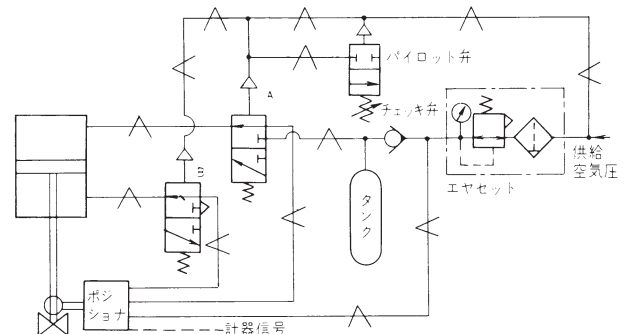 パイロット弁
A
チェッキ弁
供給
空気圧
エヤセット
B
タンク
ポジ
ショナ
計器信号